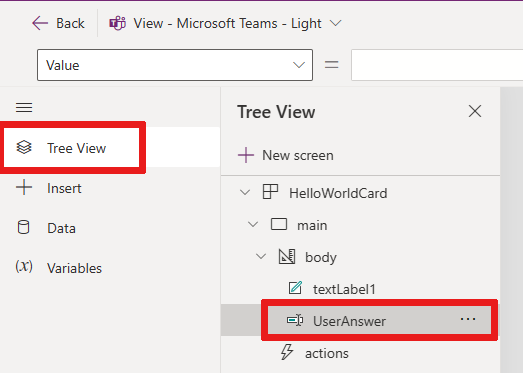 Back
View - Microsoft Teams - Light
Value
=
Tree View
Insert
Data
(x) Variables
Tree View
New screen
HelloWorldCard
main
body
textLabel1
UserAnswer
...
actions